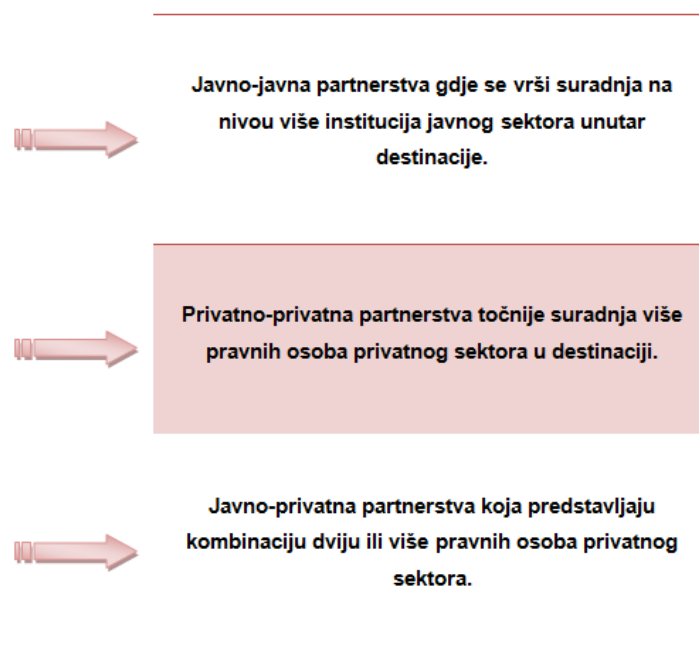 Javno-javna partnerstva gdje se vrši suradnja na
nivou više institucija javnog sektora unutar
destinacije.
Privatno-privatna partnerstva točnije suradnja više
pravnih osoba privatnog sektora u destinaciji.
Javno-privatna partnerstva koja predstavljaju
kombinaciju dviju ili više pravnih osoba privatnog
sektora.